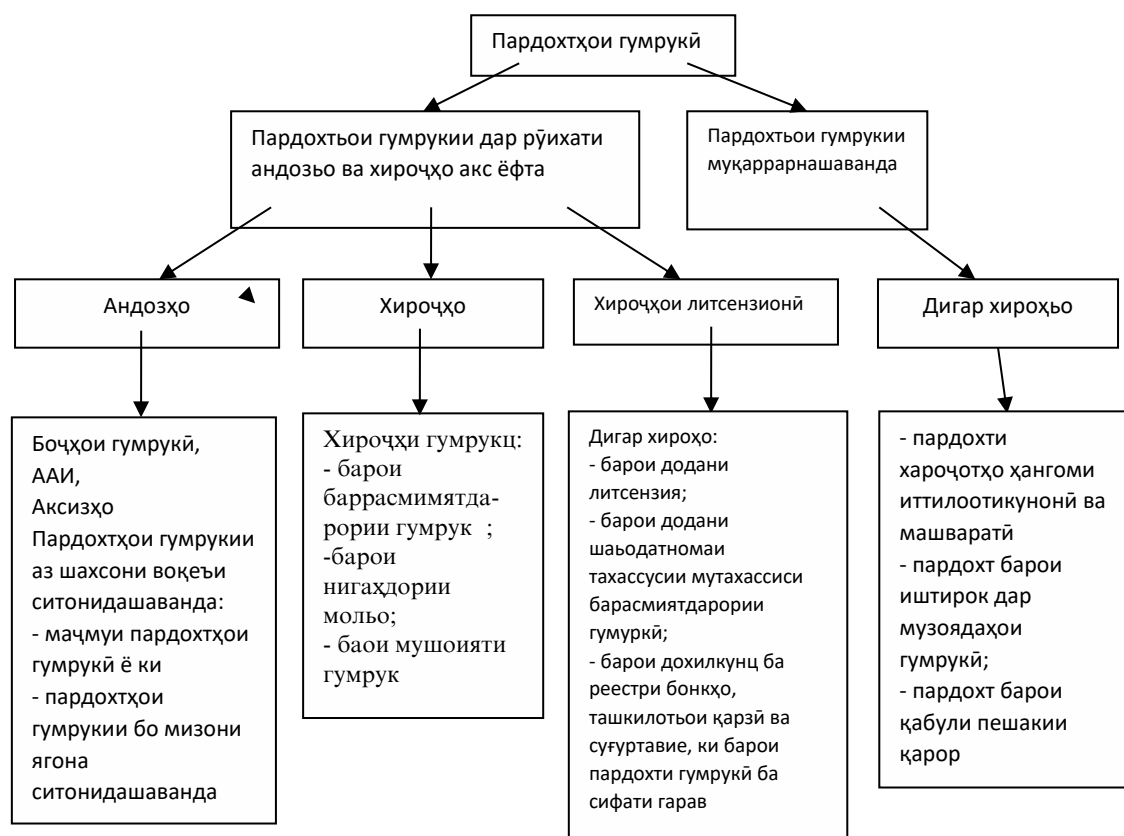 Пардохтҳои гумрукӣ
Пардохтьои гумрукии дар рӯихати
андозьо ва хироҷҳо акс ёфта
Пардохтьои гумрукии
муқаррарнашаванда
Андозҳо
Хироҷҳо
Хироҷҳои литсензионӣ
Дигар хироҳьо
Боҷҳои гумрукӣ,
ААИ,
Аксизҳо
Пардохтҳои гумрукии
аз шахсони воқеъи
ситонидашаванда:
- маҷмуи пардохтҳои
гумрукӣ ё ки
- пардохтҳои
гумрукии бо мизони
ягона
ситонидашаванда
Хироҷҳи гумрукц:
- барои
баррасмимятда-
рории гумрук ;
-барои
нигаҳдории
мольо;
- баои мушоияти
гумрук
Дигар хироҳо:
- барои додани
литсензия;
- барои додани
шаьодатномаи
тахассусии мутахассиси
барасмиятдарории
гумуркӣ;
- барои дохилкунц ба
реестри бонкҳо,
ташкилотьои қарзӣ ва
суғуртавие, ки барои
пардохти гумрукӣ ба
сифати гарав
- пардохти
хароҷотҳо ҳангоми
иттилоотикунонӣ ва
машваратӣ
- пардохт барои
иштирок дар
музоядаҳои
гумрукӣ;
- пардохт барои
қабули пешакии
қарор